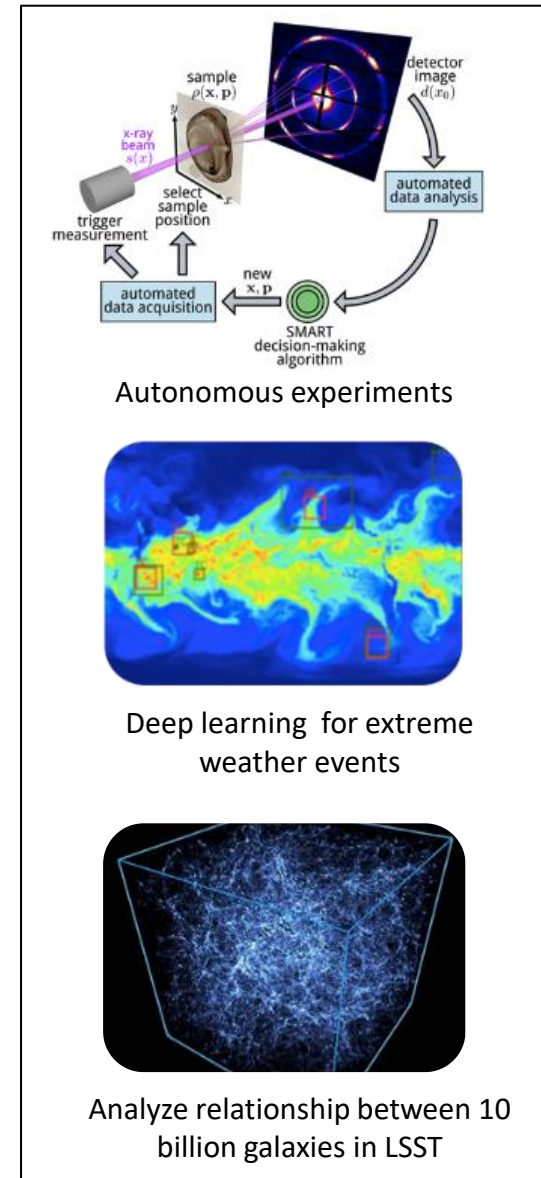 sample
ρ(x, p)
detector
image
d(x₀)
y
x-ray
beam
s(x)
x
select
sample
position
trigger
measurement
automated
data analysis
new
x, p
automated
data acquisition
SMART
decision-making
algorithm
Autonomous experiments
Deep learning for extreme
weather events
Analyze relationship between 10
billion galaxies in LSST